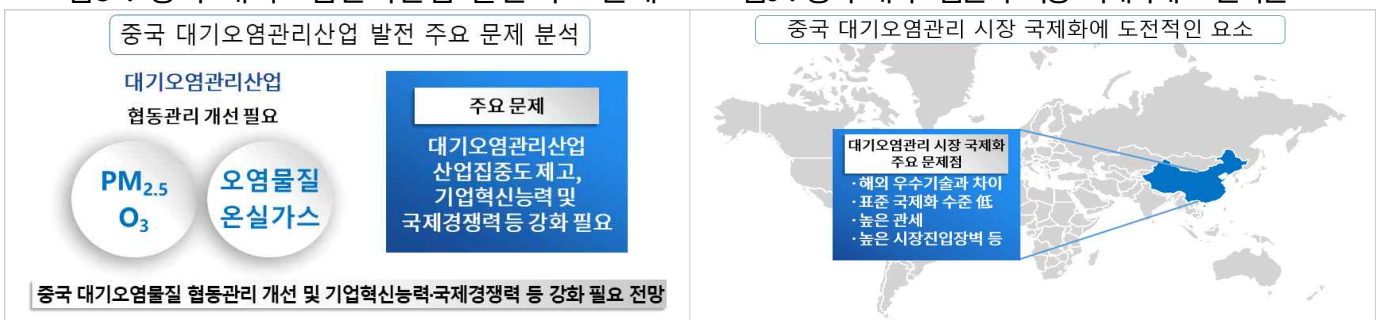 중국 대기오염관리산업 발전 주요 문제 분석
대기오염관리산업
협동관리 개선 필요
PM2.5
O3
오염물질
온실가스
주요 문제
대기오염관리산업
산업집중도 제고,
기업혁신능력 및
국제경쟁력 등 강화 필요
중국 대기오염물질 협동관리 개선 및 기업혁신능력·국제경쟁력 등 강화 필요 전망
중국 대기오염관리 시장 국제화에 도전적인 요소
대기오염관리 시장 국제화
주요 문제점
·해외 우수기술과 차이
·표준 국제화 수준 低
·높은 관세
·높은 시장진입장벽 등